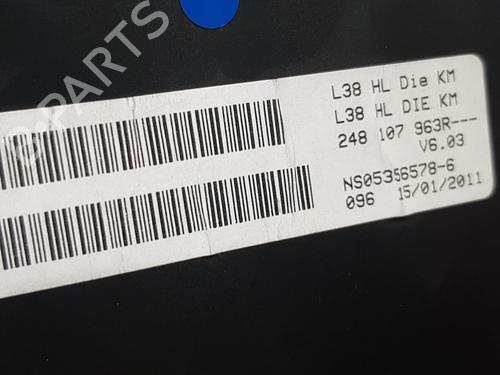 PARTS
L38 HL Die KM
L38 HL DIE KM
248 107 963R---
V6.03
NS05356578-6
096 15/01/2011